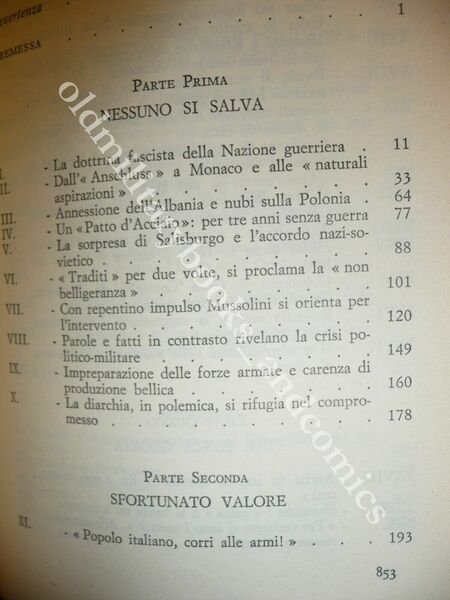 vvertenza . . . . . . . . 1
REMESSA
PARTE PRIMA
NESSUNO SI SALVA
I. - La dottrina fascista della Nazione guerriera . 11
II. - Dall'« Anschluss » a Monaco e alle « naturali
aspirazioni » . . . . . . . 33
III. - Annessione dell'Albania e nubi sulla Polonia . 64
IV. - Un « Patto d'Acciaio »: per tre anni senza guerra 77
V. - La sorpresa di Salisburgo e l'accordo nazi-so-
vietico . . . . . . . . 88
VI. - « Traditi » per due volte, si proclama la « non
belligeranza » . . . . . . . 101
VII. - Con repentino impulso Mussolini si orienta per
l'intervento . . . . . . . 120
VIII. - Parole e fatti in contrasto rivelano la crisi po-
litico-militare . . . . . . . 149
IX. - Impreparazione delle forze armate e carenza di
produzione bellica . . . . . . 160
X. - La diarchia, in polemica, si rifugia nel compro-
messo . . . . . . . . 178
PARTE SECONDA
SFORTUNATO VALORE
XI. - « Popolo italiano, corri alle armi! » . . . 193
853